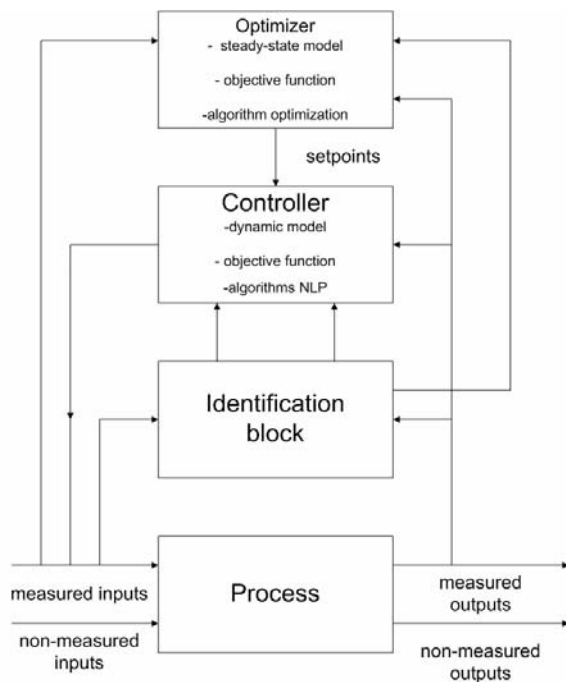 Optimizer
- steady-state model
- objective function
-algorithm optimization
setpoints
Controller
-dynamic model
- objective function
-algorithms NLP
Identification
block
Process
measured inputs
non-measured
inputs
measured
outputs
non-measured
outputs